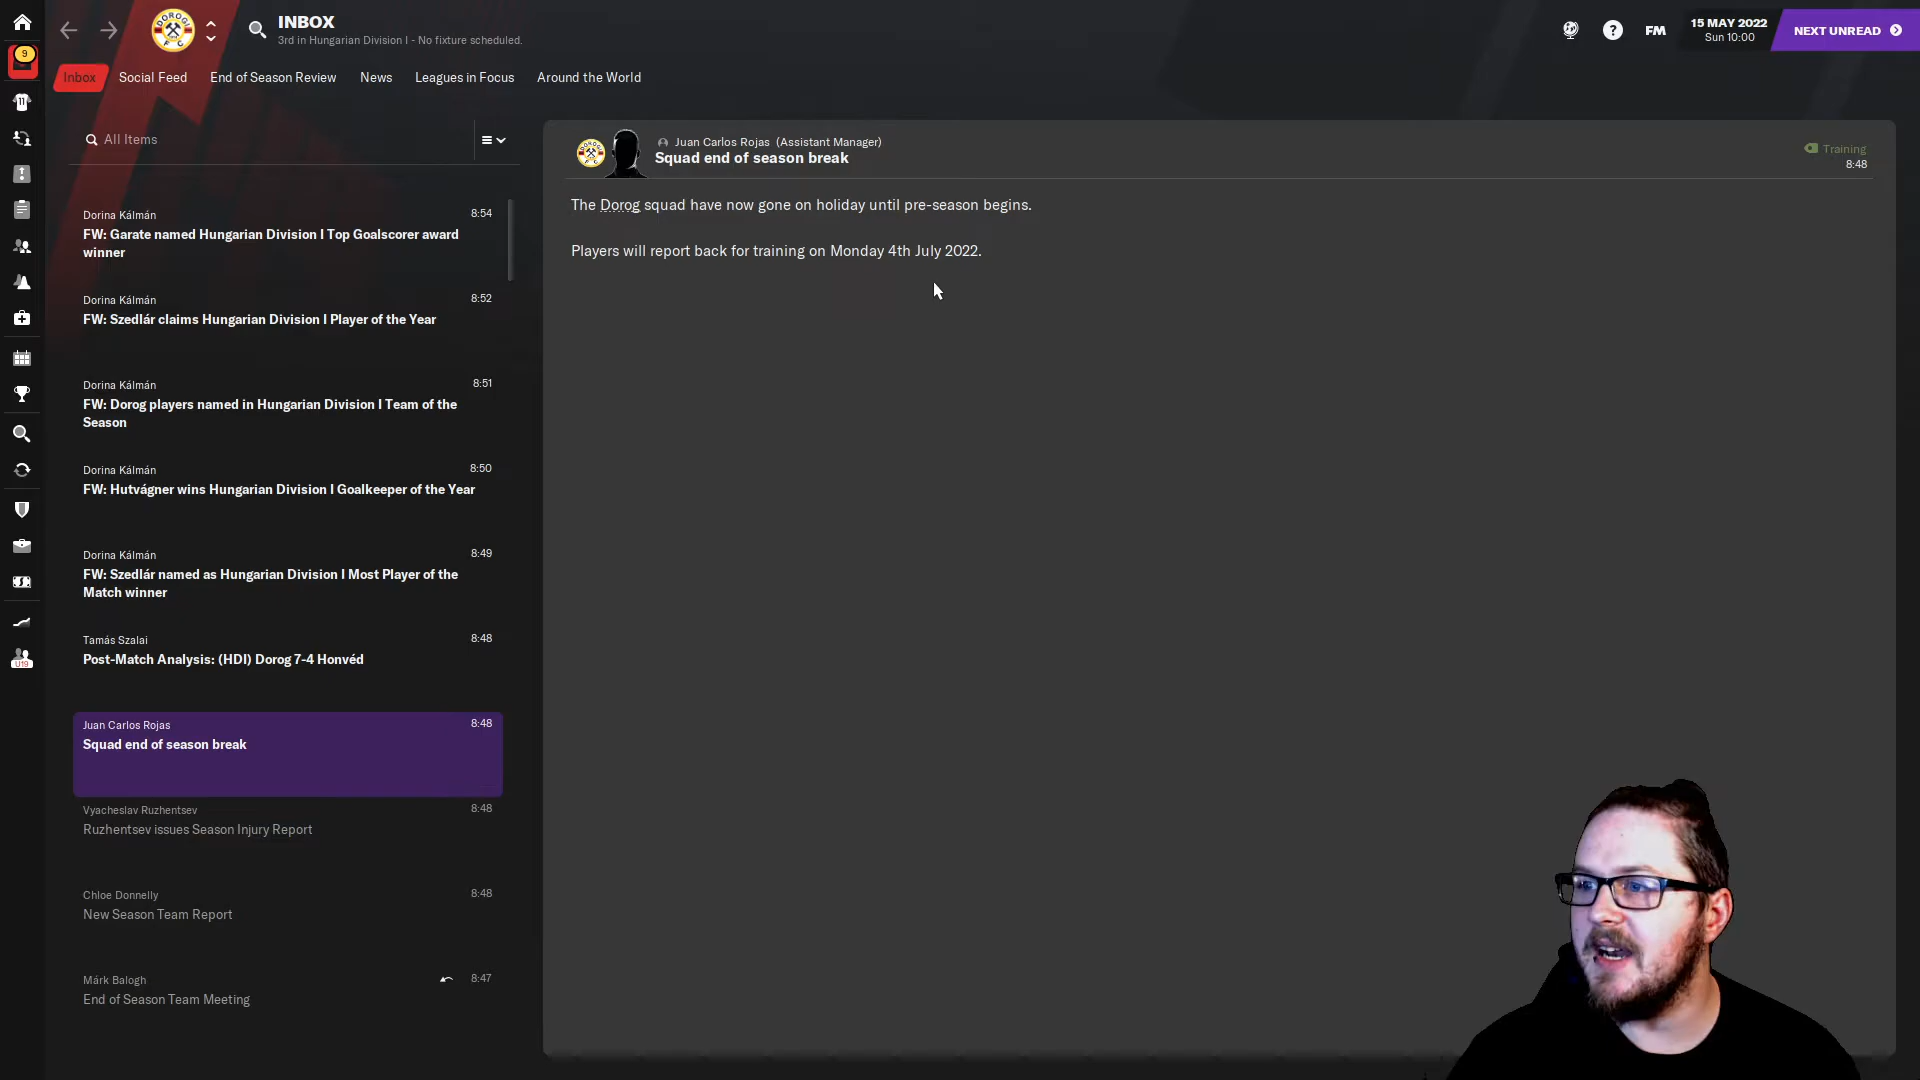 INBOX
3rd in Hungarian Division I - No fixture scheduled.
FM
15 MAY 2022
Sun 10:00
NEXT UNREAD
9
Inbox
Social Feed
End of Season Review
News
Leagues in Focus
Around the World
All Items
Dorina Kálmán
8:54
FW: Garate named Hungarian Division I Top Goalscorer award
winner
Dorina Kálmán
8:52
FW: Szedlár claims Hungarian Division I Player of the Year
Dorina Kálmán
8:51
FW: Dorog players named in Hungarian Division I Team of the
Season
Dorina Kálmán
8:50
FW: Hutvágner wins Hungarian Division I Goalkeeper of the Year
Dorina Kálmán
8:49
FW: Szedlár named as Hungarian Division I Most Player of the
Match winner
Tamás Szalai
8:48
Post-Match Analysis: (HDI) Dorog 7-4 Honvéd
Juan Carlos Rojas
8:48
Squad end of season break
Vyacheslav Ruzhentsev
8:48
Ruzhentsev issues Season Injury Report
Chloe Donnelly
8:48
New Season Team Report
Márk Balogh
8:47
End of Season Team Meeting
U19
Juan Carlos Rojas (Assistant Manager)
Squad end of season break
Training
8:48
The Dorog squad have now gone on holiday until pre-season begins.
Players will report back for training on Monday 4th July 2022.